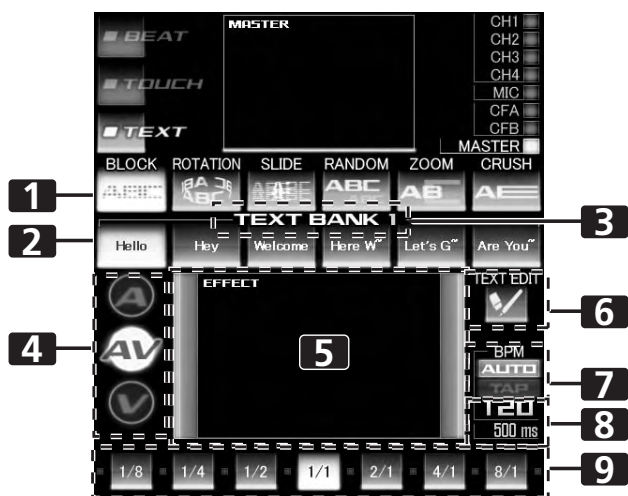 BEAT
MASTER
CH1
CH2
CH3
CH4
MIC
CFA
CFB
MASTER
TOUCH
TEXT
BLOCK ROTATION SLIDE RANDOM ZOOM CRUSH
1 ABC ABC ABC AB
TEXT BANK 1 3
2 Hello Hey Welcome Here W~ Let's G~ Are You~
EFFECT
TEXT EDIT
6
A
4 AV
V
5
BPM
AUTO
TAP
7
120
500 ms
8
1/8 1/4 1/2 1/1 2/1 4/1 8/1 9